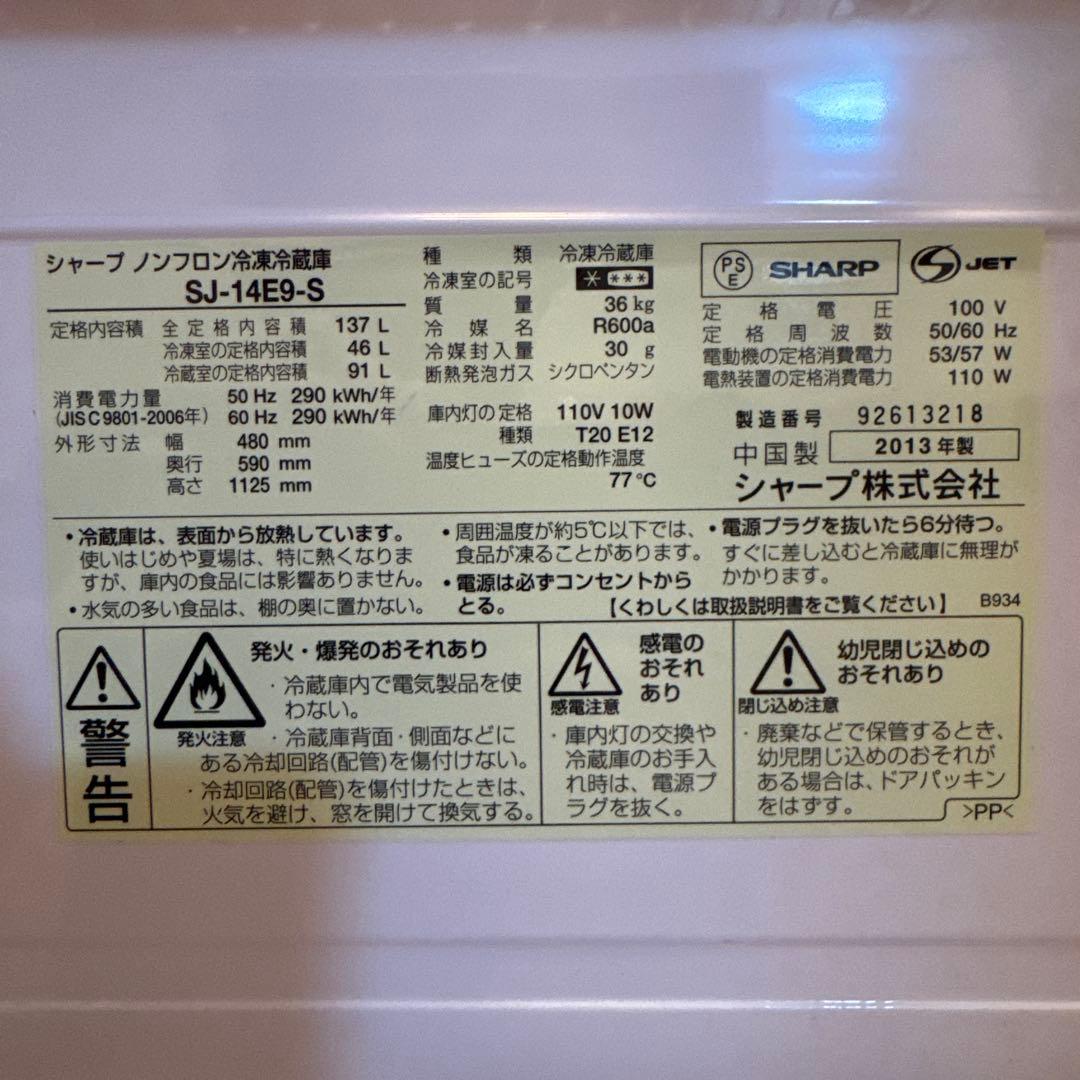 シャープ ノンフロン冷凍冷蔵庫
SJ-14E9-S
定格内容積 全定格内容積 137 L
冷凍室の定格内容積 46 L
冷蔵室の定格内容積 91 L
消費電力量 50 Hz 290 kWh/年
(JIS C 9801-2006年) 60 Hz 290 kWh/年
外形寸法 幅 480 mm
奥行 590 mm
高さ 1125 mm
種類 冷凍冷蔵庫
冷凍室の記号 * ***
質量 36 kg
冷媒名 R600a
冷媒封入量 30 g
断熱発泡ガス シクロペンタン
庫内灯の定格 110V 10W
種類 T20 E12
温度ヒューズの定格動作温度
77 °C
PS
E
SHARP
JET
定格電圧 100 V
定格周波数 50/60 Hz
電動機の定格消費電力 53/57 W
電熱装置の定格消費電力 110 W
製造番号 92613218
中国製 2013 年製
シャープ株式会社
・冷蔵庫は、表面から放熱しています。
使いはじめや夏場は、特に熱くなりま
すが、庫内の食品には影響ありません。
・水気の多い食品は、棚の奥に置かない。
・周囲温度が約5℃以下では、
食品が凍ることがあります。
・電源は必ずコンセントから
とる。
・電源プラグを抜いたら6分待つ。
すぐに差し込むと冷蔵庫に無理が
かかります。
【くわしくは取扱説明書をご覧ください】 B934
警告
発火・爆発のおそれあり
発火注意
・冷蔵庫内で電気製品を使
わない。
・冷蔵庫背面・側面などに
ある冷却回路(配管)を傷付けない。
・冷却回路(配管)を傷付けたときは、
火気を避け、窓を開けて換気する。
感電の
おそれ
あり
感電注意
・庫内灯の交換や
冷蔵庫のお手入
れ時は、電源プ
ラグを抜く。
幼児閉じ込めの
おそれあり
閉じ込め注意
・廃棄などで保管するとき、
幼児閉じ込めのおそれが
ある場合は、ドアパッキン
をはずす。
>PP<